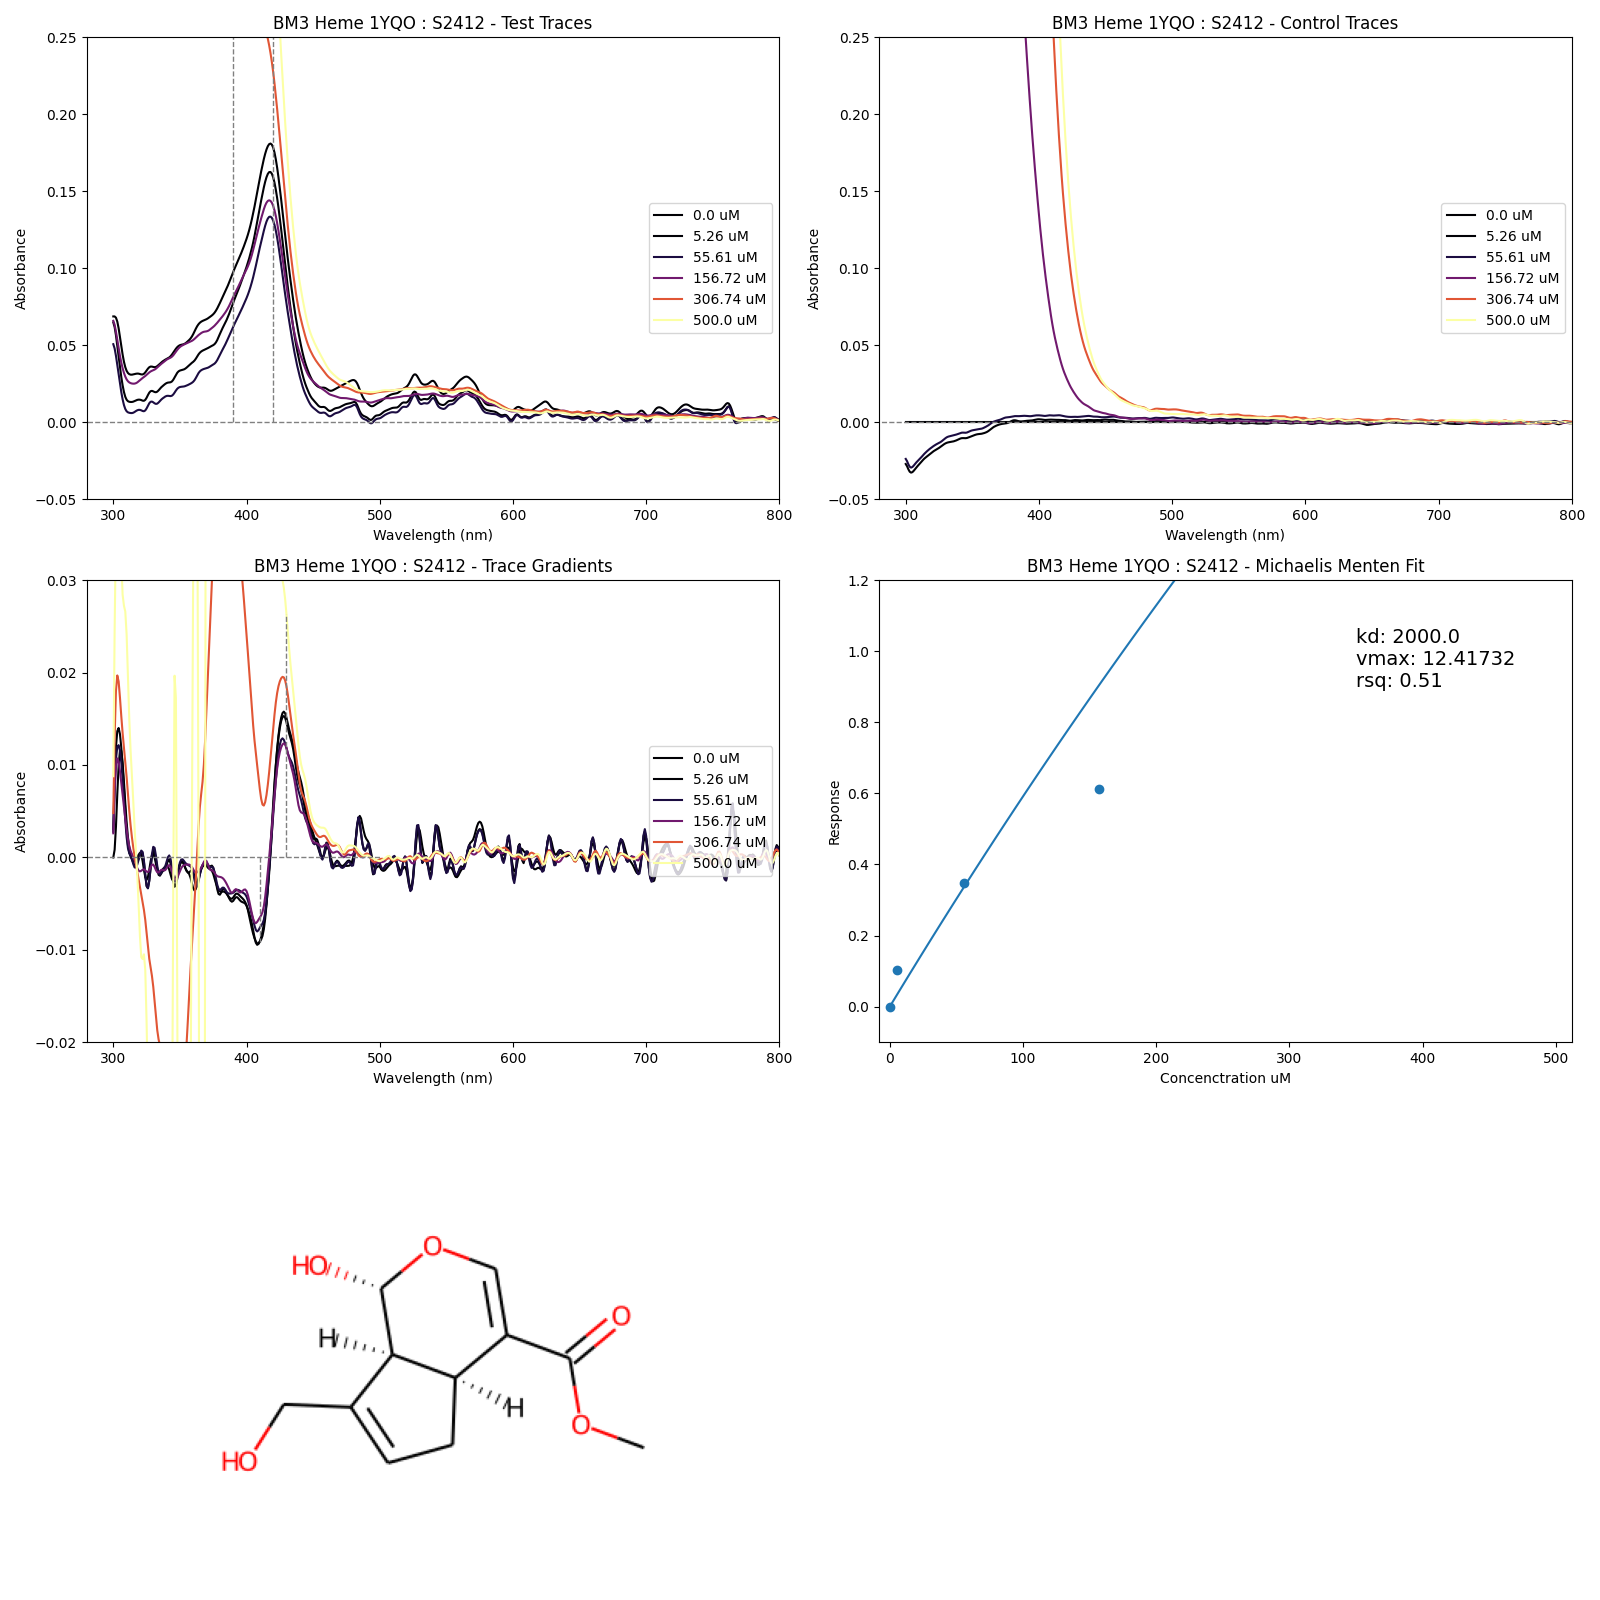 BM3 Heme 1YQO : S2412 - Test Traces
0.25
0.20
0.15
0.10
0.05
0.00
−0.05
Absorbance
300 400 500 600 700 800
Wavelength (nm)
0.0 uM
5.26 uM
55.61 uM
156.72 uM
306.74 uM
500.0 uM
BM3 Heme 1YQO : S2412 - Control Traces
0.25
0.20
0.15
0.10
0.05
0.00
−0.05
Absorbance
300 400 500 600 700 800
Wavelength (nm)
0.0 uM
5.26 uM
55.61 uM
156.72 uM
306.74 uM
500.0 uM
BM3 Heme 1YQO : S2412 - Trace Gradients
0.03
0.02
0.01
0.00
−0.01
−0.02
Absorbance
300 400 500 600 700 800
Wavelength (nm)
0.0 uM
5.26 uM
55.61 uM
156.72 uM
306.74 uM
500.0 uM
BM3 Heme 1YQO : S2412 - Michaelis Menten Fit
1.2
1.0
0.8
0.6
0.4
0.2
0.0
Response
0 100 200 300 400 500
Concenctration uM
kd: 2000.0
vmax: 12.41732
rsq: 0.51
O
HO
O
H
H
O
HO